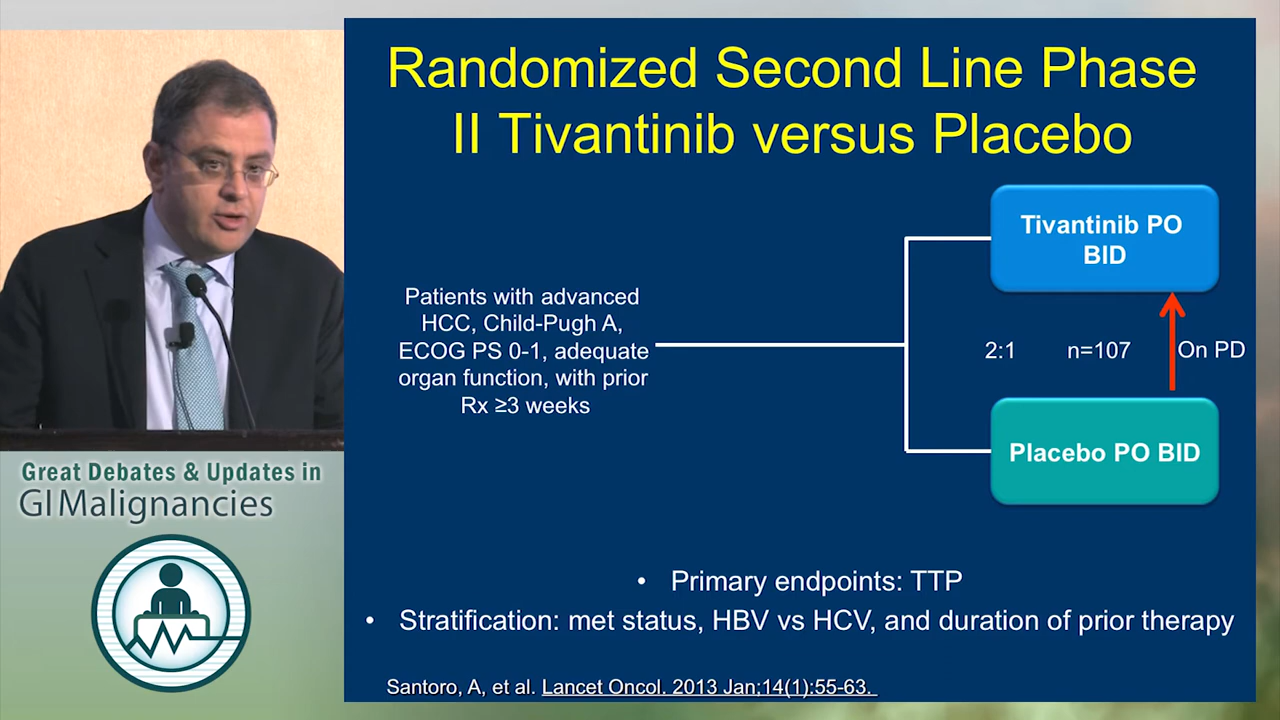 Randomized Second Line Phase
II Tivantinib versus Placebo
Patients with advanced
HCC, Child-Pugh A,
ECOG PS 0-1, adequate
organ function, with prior
Rx ≥3 weeks
Tivantinib PO
BID
2:1 n=107 On PD
Placebo PO BID
• Primary endpoints: TTP
• Stratification: met status, HBV vs HCV, and duration of prior therapy
Santoro, A, et al. Lancet Oncol. 2013 Jan;14(1):55-63.
Great Debates & Updates in
GI Malignancies